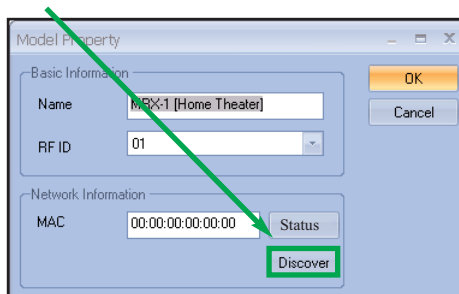 Model Property
Basic Information
OK
Name MRX-1 [Home Theater]
Cancel
RF ID 01
Network Information
MAC 00:00:00:00:00:00 Status
Discover